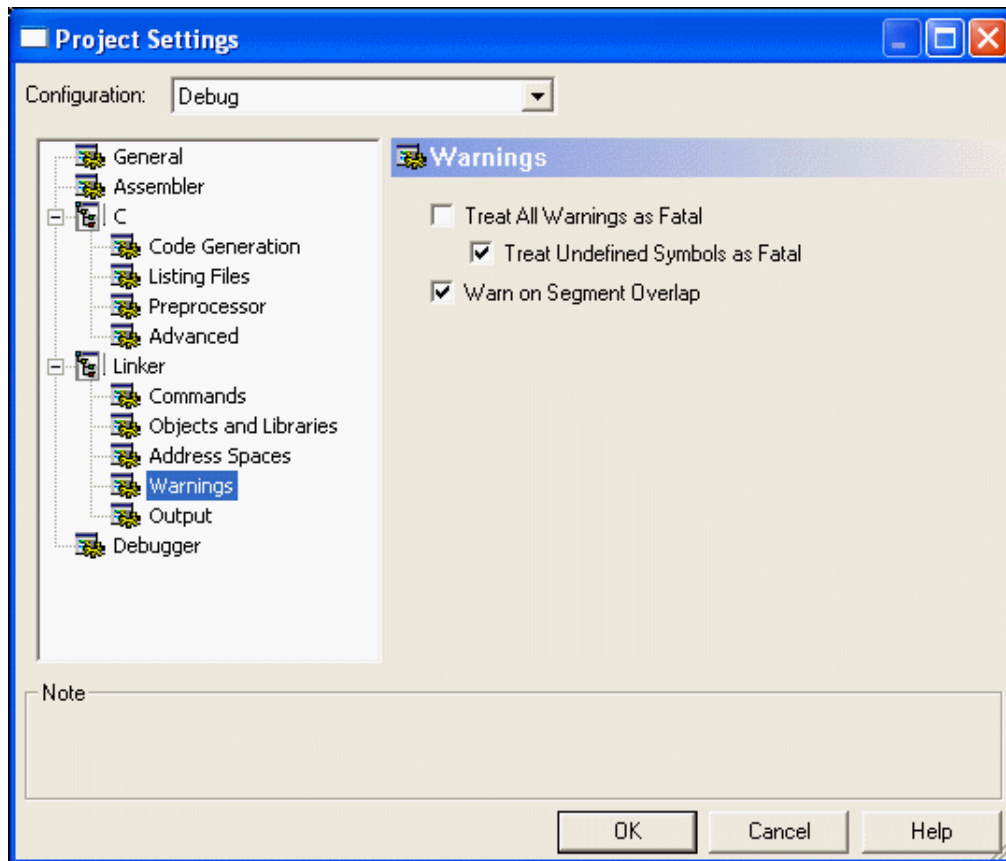 Project Settings
Configuration: Debug
General
Assembler
C
Code Generation
Listing Files
Preprocessor
Advanced
Linker
Commands
Objects and Libraries
Address Spaces
Warnings
Output
Debugger
Warnings
Treat All Warnings as Fatal
Treat Undefined Symbols as Fatal
Warn on Segment Overlap
Note
OK Cancel Help